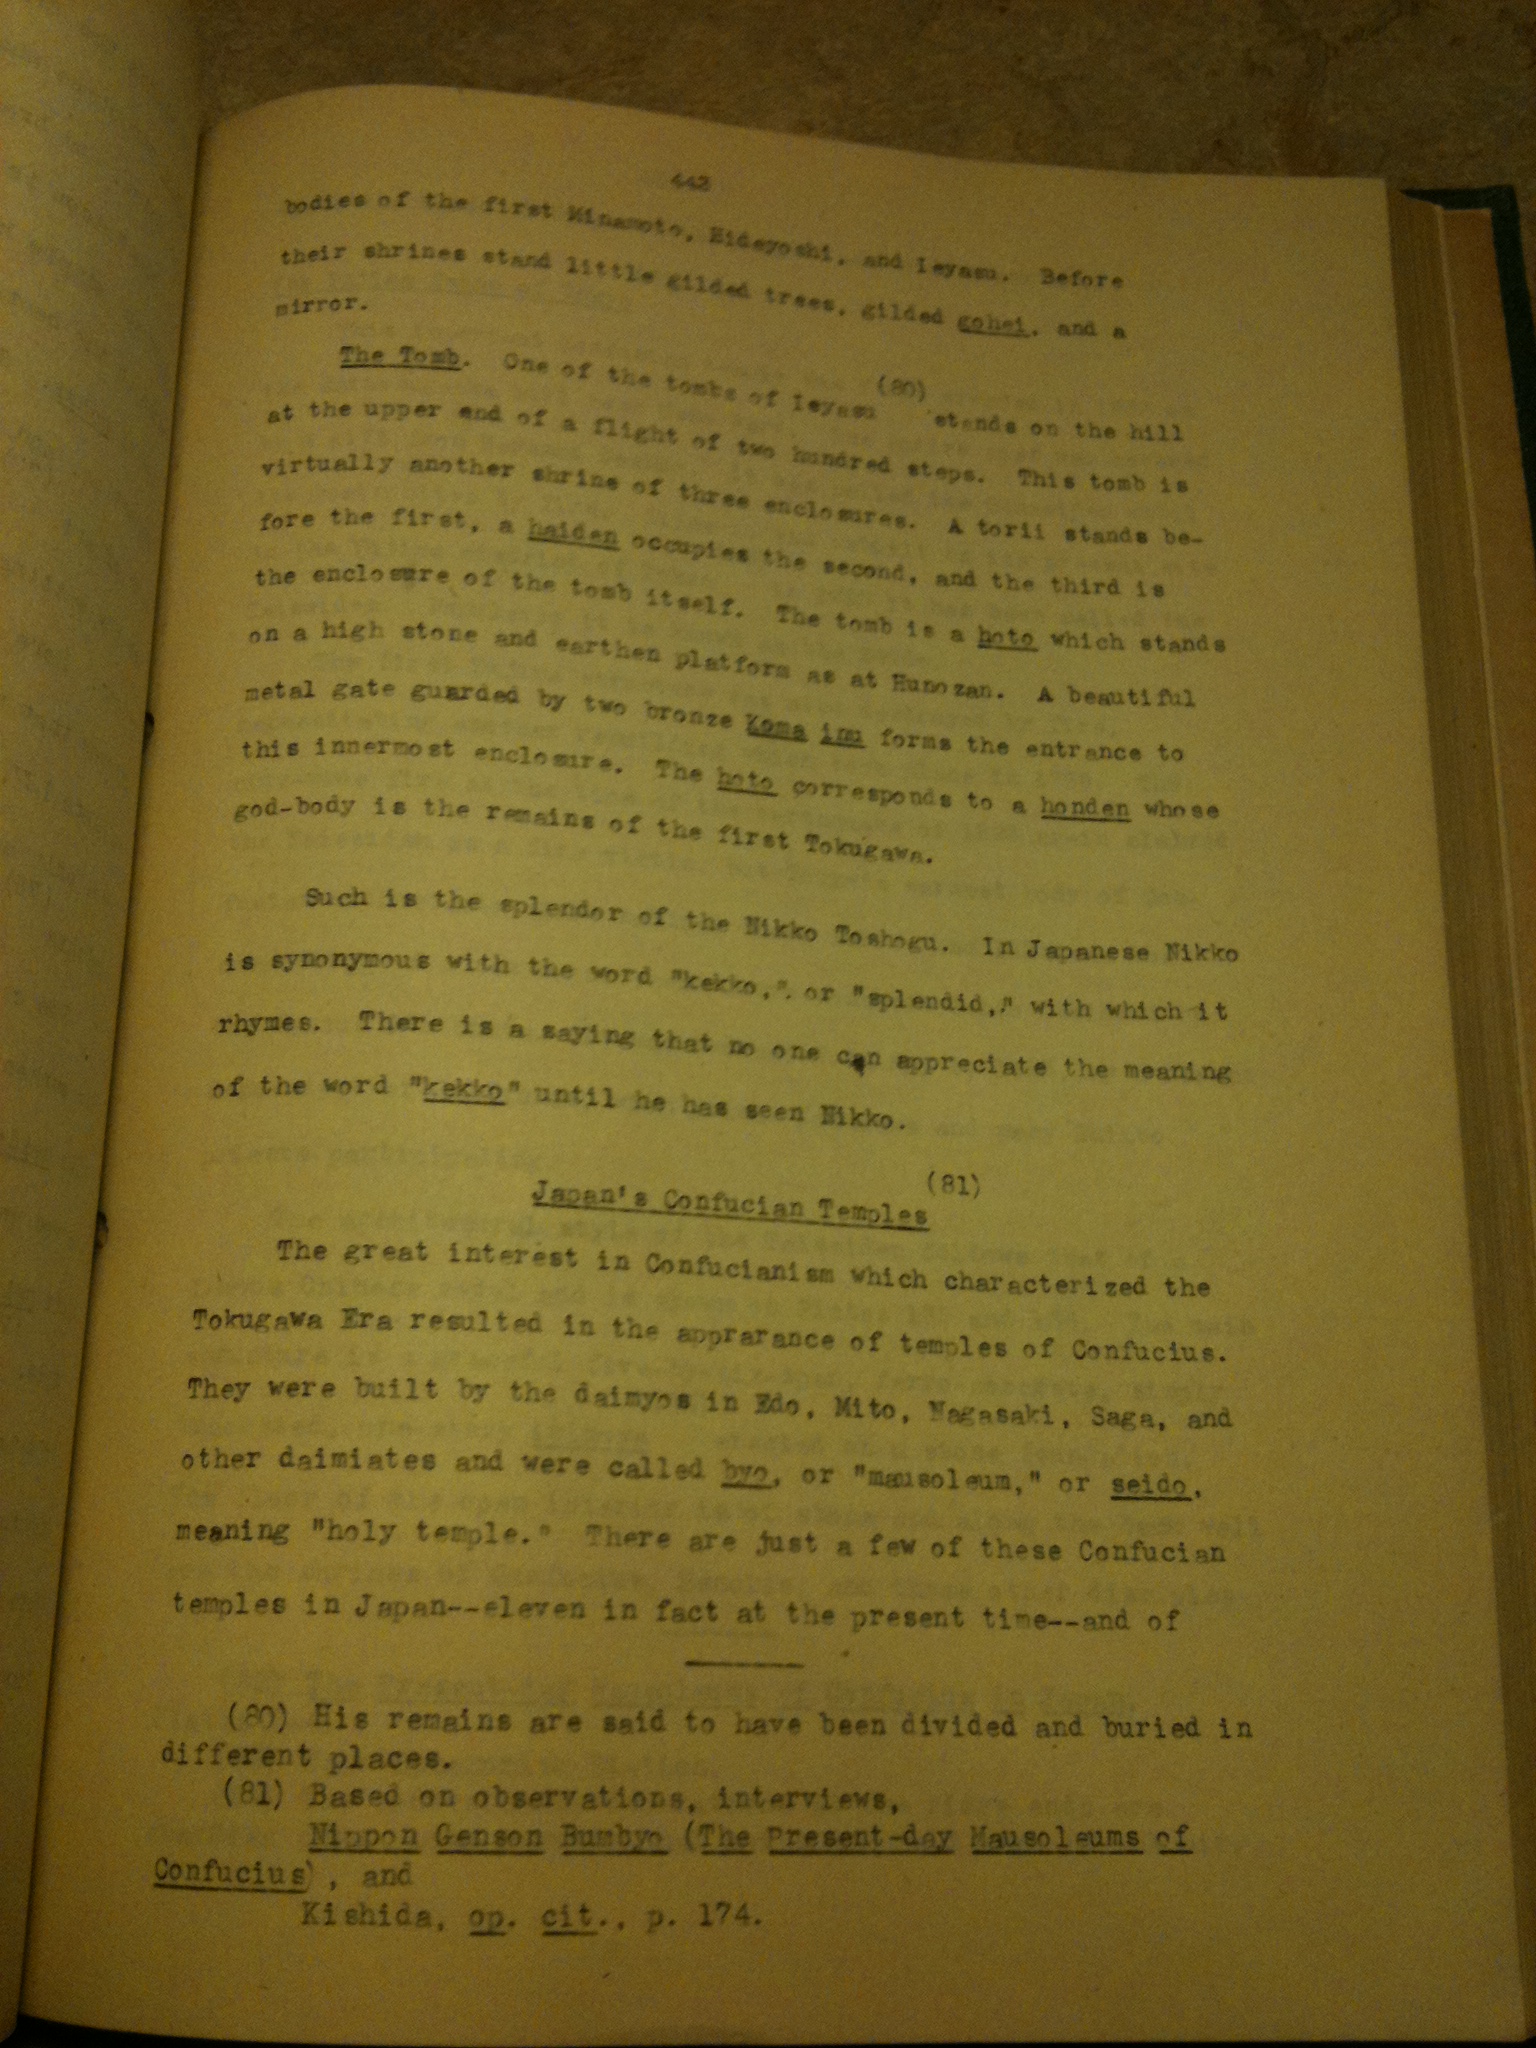 442
bodies of the first Minamoto, Hideyoshi, and Ieyasu. Before
their shrines stand little gilded trees, gilded gohei, and a
mirror.
The Tomb. One of the tombs of Ieyasu (80) stands on the hill
at the upper end of a flight of two hundred steps. This tomb is
virtually another shrine of three enclosures. A torii stands be-
fore the first, a haiden occupies the second, and the third is
the enclosure of the tomb itself. The tomb is a hoto which stands
on a high stone and earthen platform as at Hunozan. A beautiful
metal gate guarded by two bronze Koma inu forms the entrance to
this innermost enclosure. The hoto corresponds to a honden whose
god-body is the remains of the first Tokugawa.
Such is the splendor of the Nikko Toshogu. In Japanese Nikko
is synonymous with the word "kekko,". or "splendid," with which it
rhymes. There is a saying that no one can appreciate the meaning
of the word "kekko" until he has seen Nikko.
Japan's Confucian Temples (81)
The great interest in Confucianism which characterized the
Tokugawa Era resulted in the apprarance of temples of Confucius.
They were built by the daimyos in Edo, Mito, Nagasaki, Saga, and
other daimiates and were called byo, or "mausoleum," or seido,
meaning "holy temple." There are just a few of these Confucian
temples in Japan--eleven in fact at the present time--and of
(80) His remains are said to have been divided and buried in
different places.
(81) Based on observations, interviews,
Nippon Genson Bumbyo (The Present-day Mausoleums of
Confucius), and
Kishida, op. cit., p. 174.